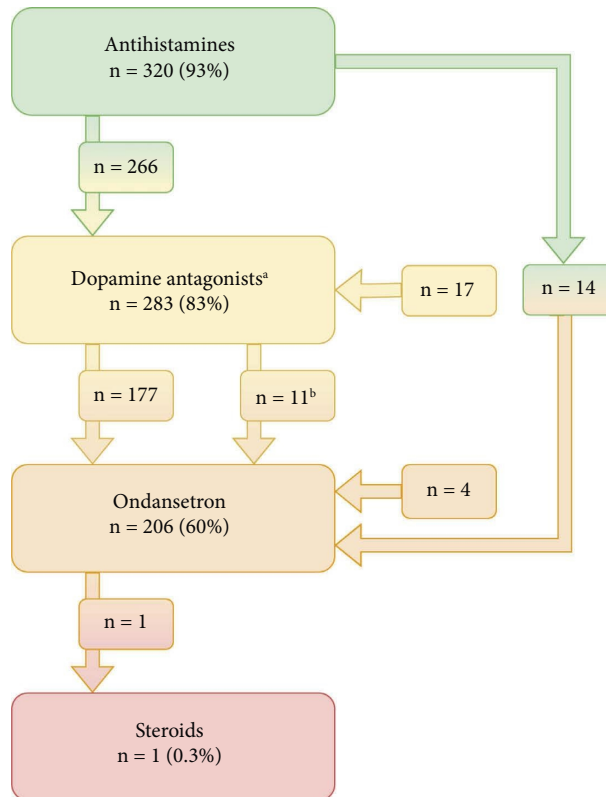 Antihistamines
n = 320 (93%)
n = 266
Dopamine antagonistsᵃ
n = 283 (83%)
n = 17
n = 14
n = 177
n = 11ᵇ
Ondansetron
n = 206 (60%)
n = 4
n = 1
Steroids
n = 1 (0.3%)